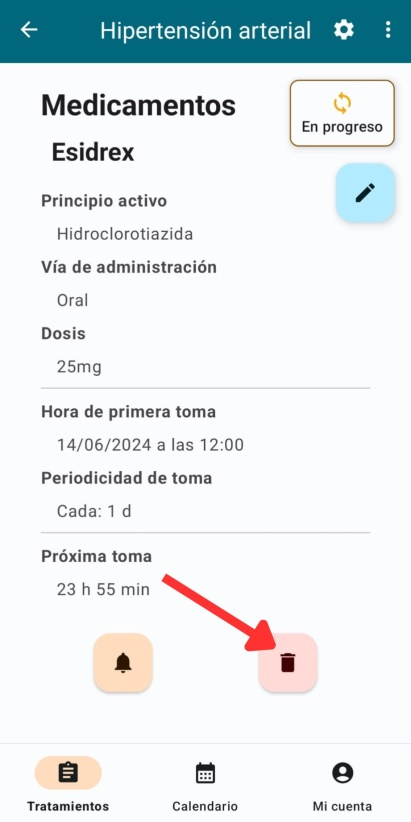 Hipertensión arterial
Medicamentos
En progreso
Esidrex
Principio activo
Hidroclorotiazida
Vía de administración
Oral
Dosis
25mg
Hora de primera toma
14/06/2024 a las 12:00
Periodicidad de toma
Cada: 1 d
Próxima toma
23 h 55 min
Tratamientos
Calendario
Mi cuenta